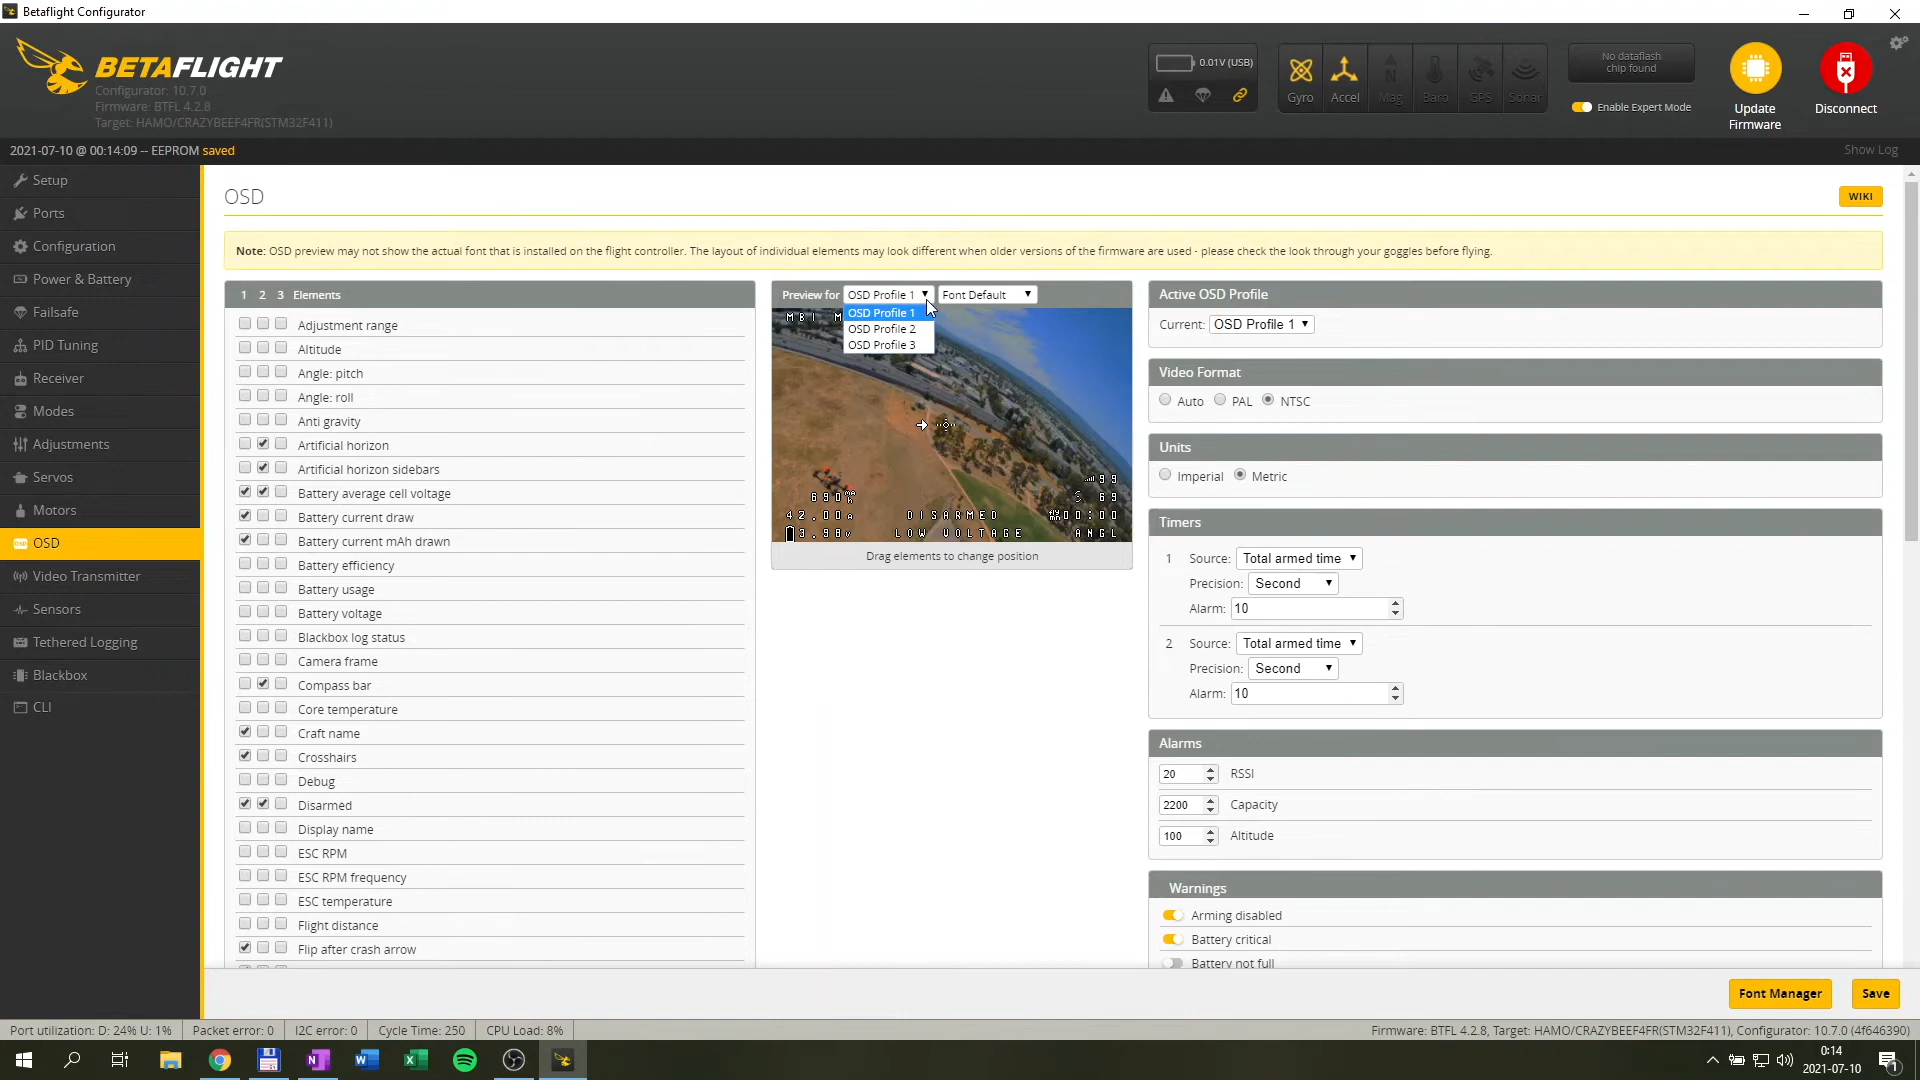 Betaflight Configurator
BETAFLIGHT
Configurator: 10.7.0
Firmware: BTFL 4.2.8
Target: HAMO/CRAZYBEEF4FR(STM32F411)
0.01V (USB)
Gyro
Accel
Mag
Baro
GPS
Sonar
No dataflash
chip found
Enable Expert Mode
Update
Firmware
Disconnect
2021-07-10 @ 00:14:09 -- EEPROM saved
Show Log
Setup
Ports
Configuration
Power & Battery
Failsafe
PID Tuning
Receiver
Modes
Adjustments
Servos
Motors
OSD
Video Transmitter
Sensors
Tethered Logging
Blackbox
CLI
OSD
WIKI
Note: OSD preview may not show the actual font that is installed on the flight controller. The layout of individual elements may look different when older versions of the firmware are used - please check the look through your goggles before flying.
1 2 3 Elements
Adjustment range
Altitude
Angle: pitch
Angle: roll
Anti gravity
Artificial horizon
Artificial horizon sidebars
Battery average cell voltage
Battery current draw
Battery current mAh drawn
Battery efficiency
Battery usage
Battery voltage
Blackbox log status
Camera frame
Compass bar
Core temperature
Craft name
Crosshairs
Debug
Disarmed
Display name
ESC RPM
ESC RPM frequency
ESC temperature
Flight distance
Flip after crash arrow
Preview for OSD Profile 1 Font Default
OSD Profile 1
OSD Profile 2
OSD Profile 3
MBI M
99
690 69
42.00A DISARMED 00:00
3.98V LOW VOLTAGE ANGL
Drag elements to change position
Active OSD Profile
Current: OSD Profile 1
Video Format
Auto PAL NTSC
Units
Imperial Metric
Timers
1 Source: Total armed time
Precision: Second
Alarm: 10
2 Source: Total armed time
Precision: Second
Alarm: 10
Alarms
20 RSSI
2200 Capacity
100 Altitude
Warnings
Arming disabled
Battery critical
Battery not full
Font Manager
Save
Port utilization: D: 24% U: 1% Packet error: 0 I2C error: 0 Cycle Time: 250 CPU Load: 8%
Firmware: BTFL 4.2.8, Target: HAMO/CRAZYBEEF4FR(STM32F411), Configurator: 10.7.0 (4f646390)
0:14
2021-07-10
1